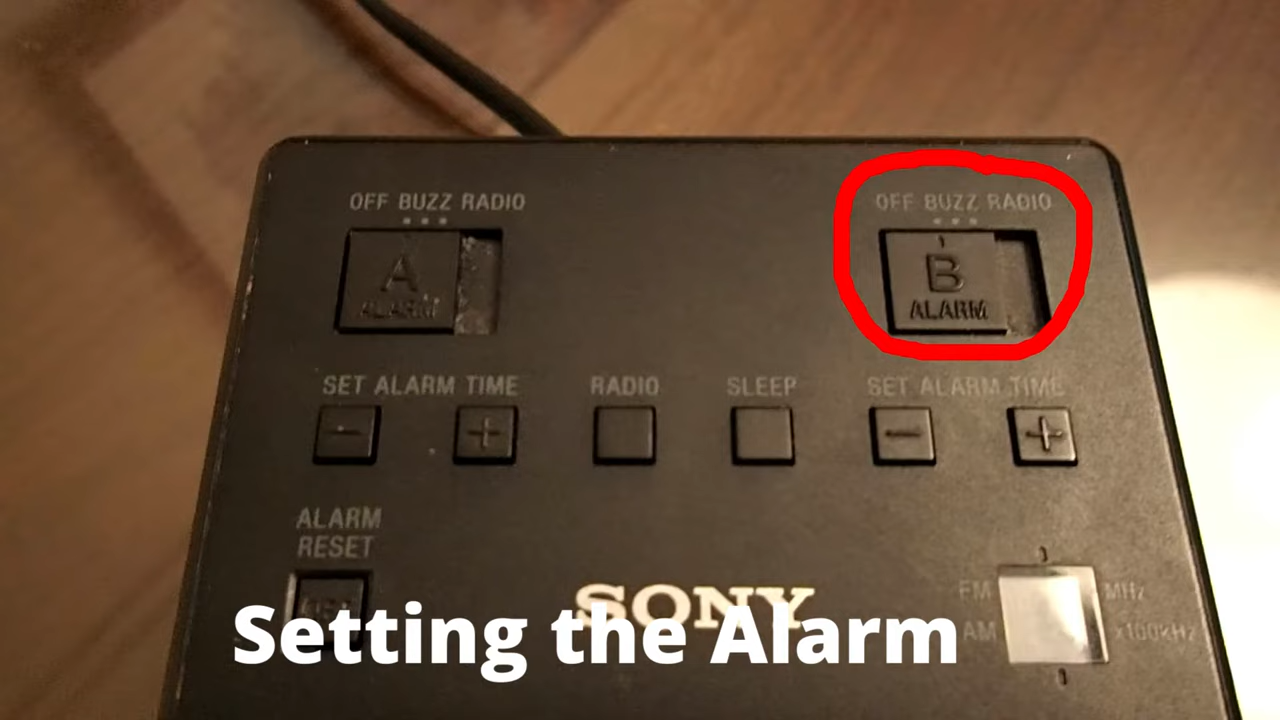 OFF BUZZ RADIO
OFF BUZZ RADIO
A
ALARM
B
ALARM
SET ALARM TIME
RADIO
SLEEP
SET ALARM TIME
- +
- +
ALARM
RESET
SONY
FM
MHz
AM
x100kHz
Setting the Alarm